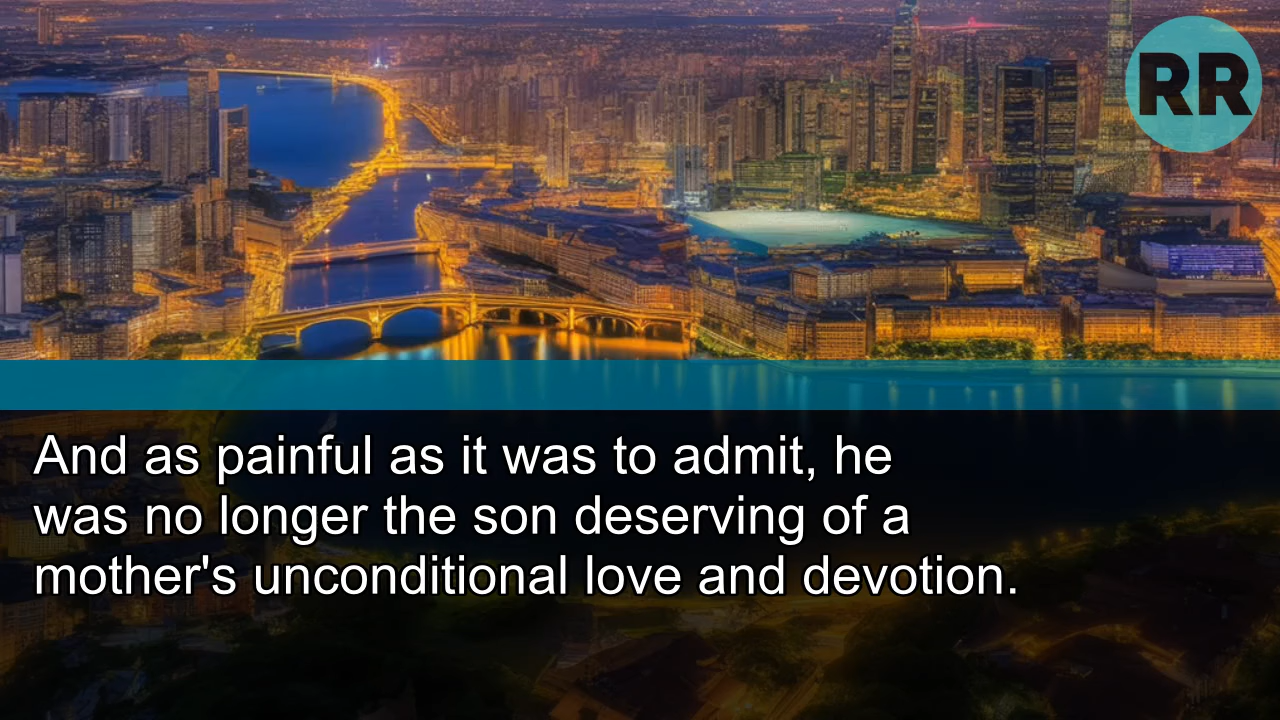 RR
And as painful as it was to admit, he
was no longer the son deserving of a
mother's unconditional love and devotion.